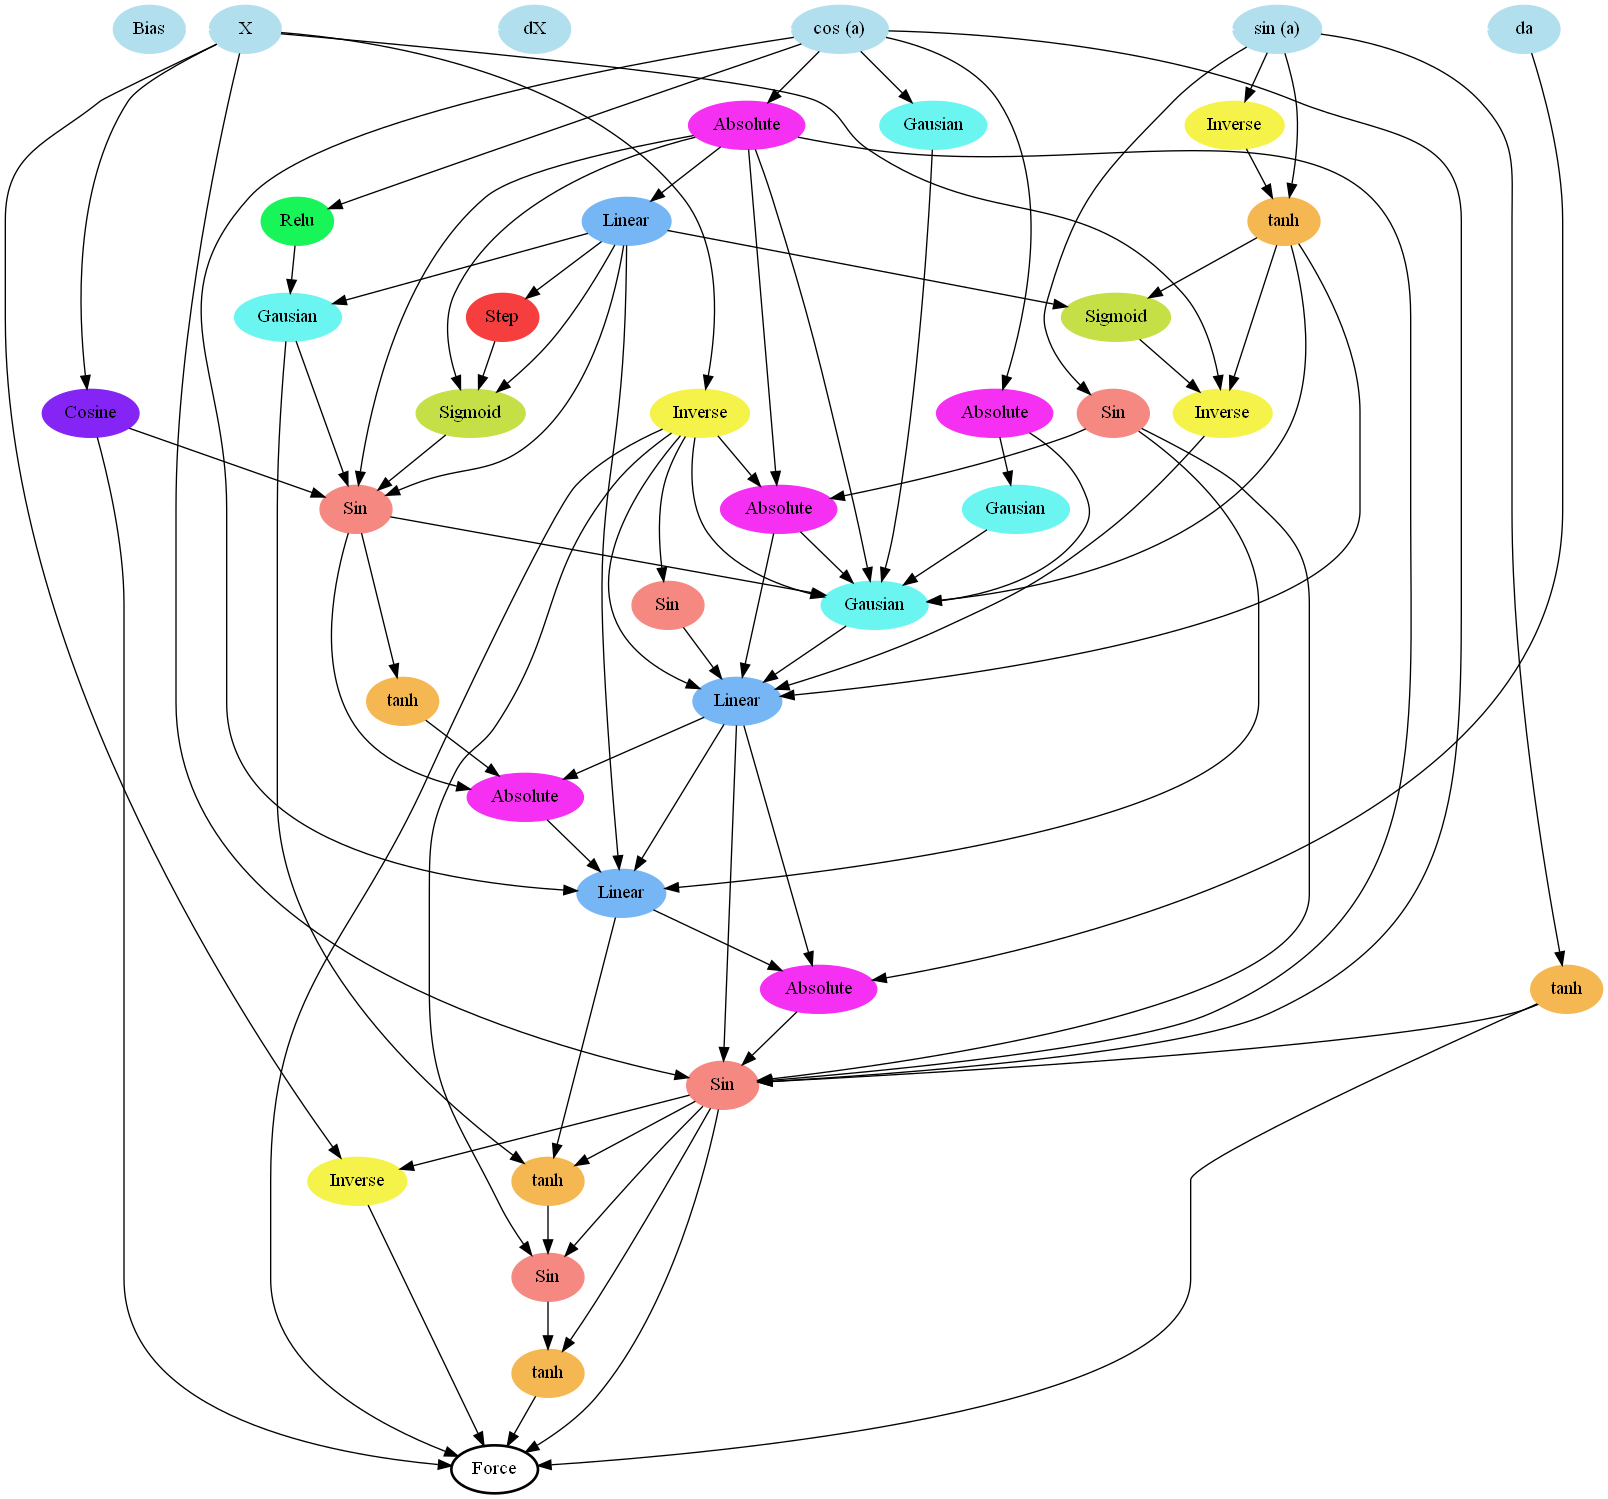 Bias X dX cos (a) sin (a) da
Absolute Gausian Inverse
Relu Linear tanh
Gausian Step Sigmoid
Cosine Sigmoid Inverse Absolute Sin Inverse
Sin Absolute Gausian
Sin Gausian
tanh Linear
Absolute
Linear
Absolute tanh
Sin
Inverse tanh
Sin
tanh
Force